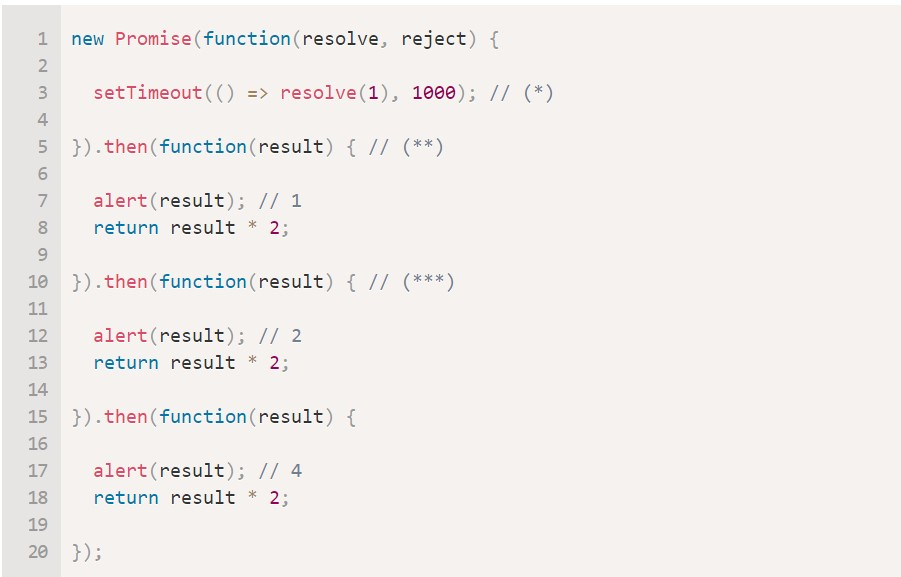 1 new Promise(function(resolve, reject) {
2
3   setTimeout(() => resolve(1), 1000); // (*)
4
5 }).then(function(result) { // (**)
6
7   alert(result); // 1
8   return result * 2;
9
10 }).then(function(result) { // (***)
11
12   alert(result); // 2
13   return result * 2;
14
15 }).then(function(result) {
16
17   alert(result); // 4
18   return result * 2;
19
20 });